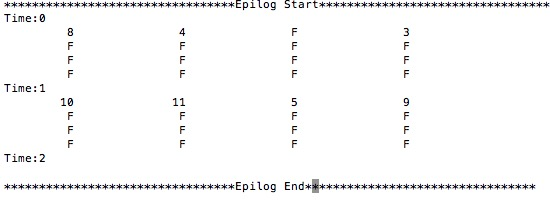 *********************************Epilog Start*********************************
Time:0
         8               4               F               3
         F               F               F               F
         F               F               F               F
         F               F               F               F
Time:1
        10              11               5               9
         F               F               F               F
         F               F               F               F
         F               F               F               F
Time:2
*********************************Epilog End*********************************